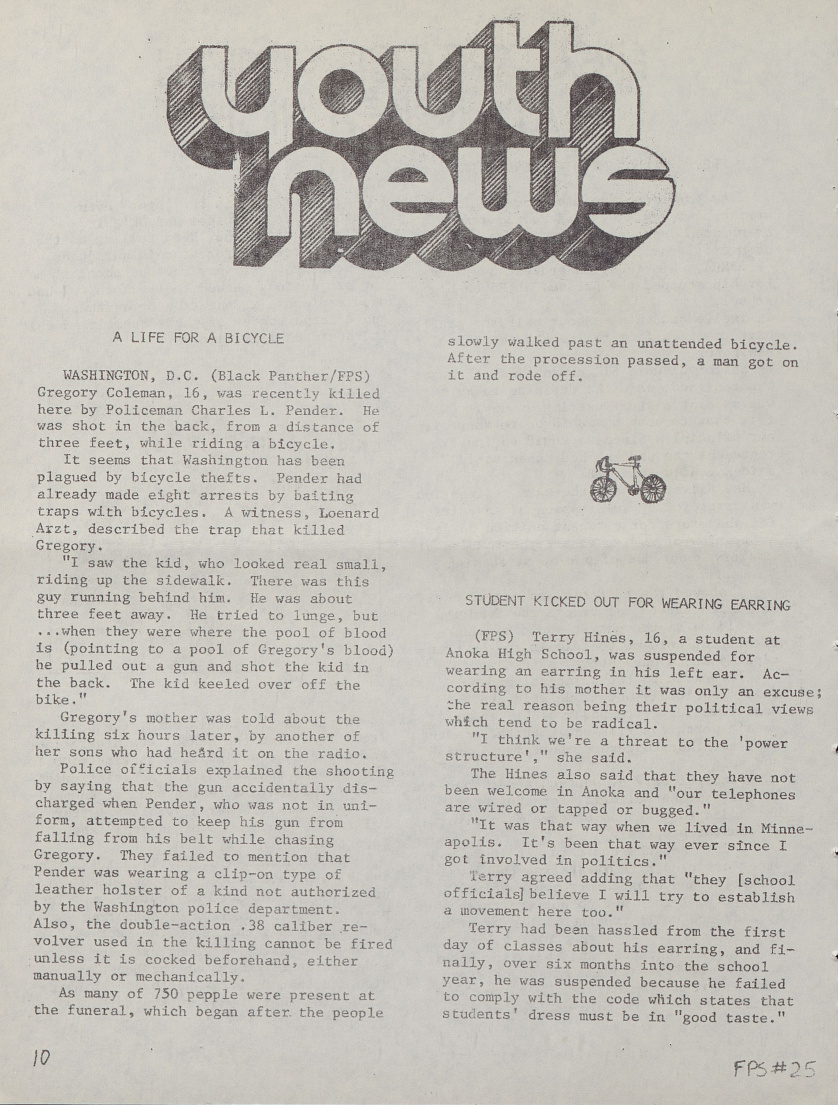 youth
news
A LIFE FOR A BICYCLE
WASHINGTON, D.C. (Black Panther/FPS)
Gregory Coleman, 16, was recently killed
here by Policeman Charles L. Pender. He
was shot in the back, from a distance of
three feet, while riding a bicycle.
It seems that Washington has been
plagued by bicycle thefts. Pender had
already made eight arrests by baiting
traps with bicycles. A witness, Loenard
Arzt, described the trap that killed
Gregory.
"I saw the kid, who looked real small,
riding up the sidewalk. There was this
guy running behind him. He was about
three feet away. He tried to lunge, but
...when they were where the pool of blood
is (pointing to a pool of Gregory's blood)
he pulled out a gun and shot the kid in
the back. The kid keeled over off the
bike."
Gregory's mother was told about the
killing six hours later, by another of
her sons who had heard it on the radio.
Police officials explained the shooting
by saying that the gun accidentally dis-
charged when Pender, who was not in uni-
form, attempted to keep his gun from
falling from his belt while chasing
Gregory. They failed to mention that
Pender was wearing a clip-on type of
leather holster of a kind not authorized
by the Washington police department.
Also, the double-action .38 caliber re-
volver used in the killing cannot be fired
unless it is cocked beforehand, either
manually or mechanically.
As many of 750 pepple were present at
the funeral, which began after the people
slowly walked past an unattended bicycle.
After the procession passed, a man got on
it and rode off.
STUDENT KICKED OUT FOR WEARING EARRING
(FPS) Terry Hines, 16, a student at
Anoka High School, was suspended for
wearing an earring in his left ear. Ac-
cording to his mother it was only an excuse;
the real reason being their political views
which tend to be radical.
"I think we're a threat to the 'power
structure'," she said.
The Hines also said that they have not
been welcome in Anoka and "our telephones
are wired or tapped or bugged."
"It was that way when we lived in Minne-
apolis. It's been that way ever since I
got involved in politics."
Terry agreed adding that "they [school
officials] believe I will try to establish
a movement here too."
Terry had been hassled from the first
day of classes about his earring, and fi-
nally, over six months into the school
year, he was suspended because he failed
to comply with the code which states that
students' dress must be in "good taste."
10
FPS#25